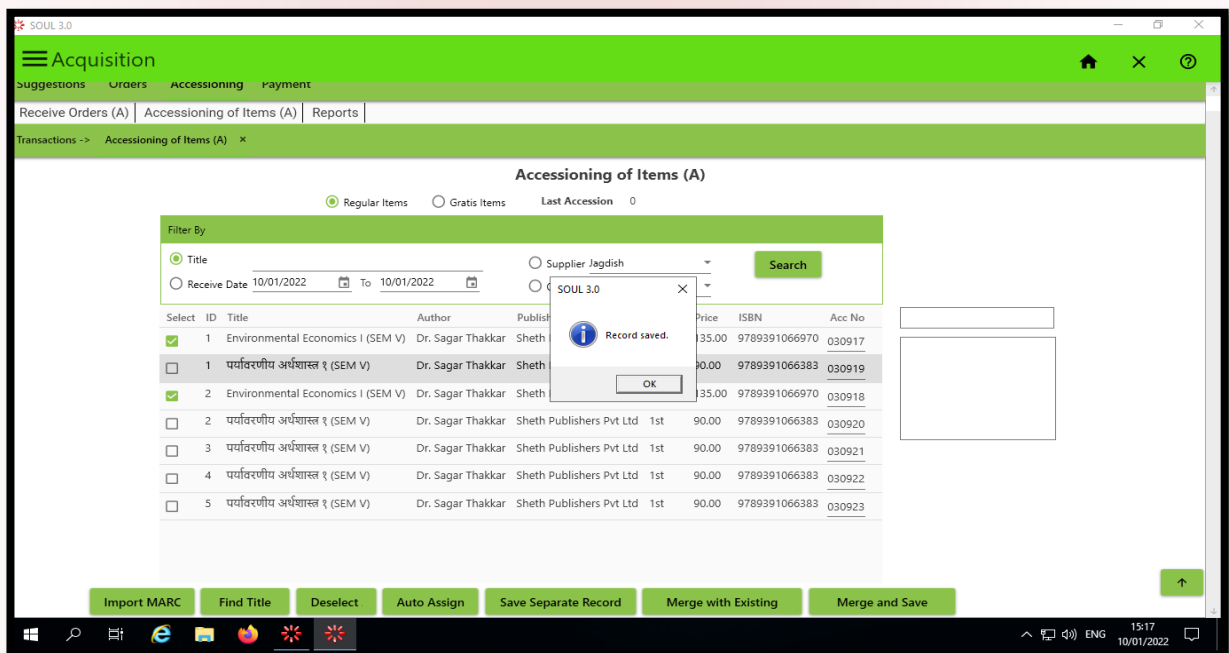 SOUL 3.0
Acquisition
Suggestions Orders Accessioning Payment
Receive Orders (A) Accessioning of Items (A) Reports
Transactions -> Accessioning of Items (A) ×
Accessioning of Items (A)
Regular Items Gratis Items Last Accession 0
Filter By
Title
Supplier Jagdish Search
Receive Date 10/01/2022 To 10/01/2022
SOUL 3.0
Record saved.
OK
Select ID Title Author Price ISBN Acc No
1 Environmental Economics I (SEM V) Dr. Sagar Thakkar Sheth 135.00 9789391066970 030917
1 पर्यावरणीय अर्थशास्त्र १ (SEM V) Dr. Sagar Thakkar Sheth 90.00 9789391066383 030919
2 Environmental Economics I (SEM V) Dr. Sagar Thakkar Sheth 135.00 9789391066970 030918
2 पर्यावरणीय अर्थशास्त्र १ (SEM V) Dr. Sagar Thakkar Sheth Publishers Pvt Ltd 1st 90.00 9789391066383 030920
3 पर्यावरणीय अर्थशास्त्र १ (SEM V) Dr. Sagar Thakkar Sheth Publishers Pvt Ltd 1st 90.00 9789391066383 030921
4 पर्यावरणीय अर्थशास्त्र १ (SEM V) Dr. Sagar Thakkar Sheth Publishers Pvt Ltd 1st 90.00 9789391066383 030922
5 पर्यावरणीय अर्थशास्त्र १ (SEM V) Dr. Sagar Thakkar Sheth Publishers Pvt Ltd 1st 90.00 9789391066383 030923
Import MARC Find Title Deselect Auto Assign Save Separate Record Merge with Existing Merge and Save
ENG 15:17
10/01/2022